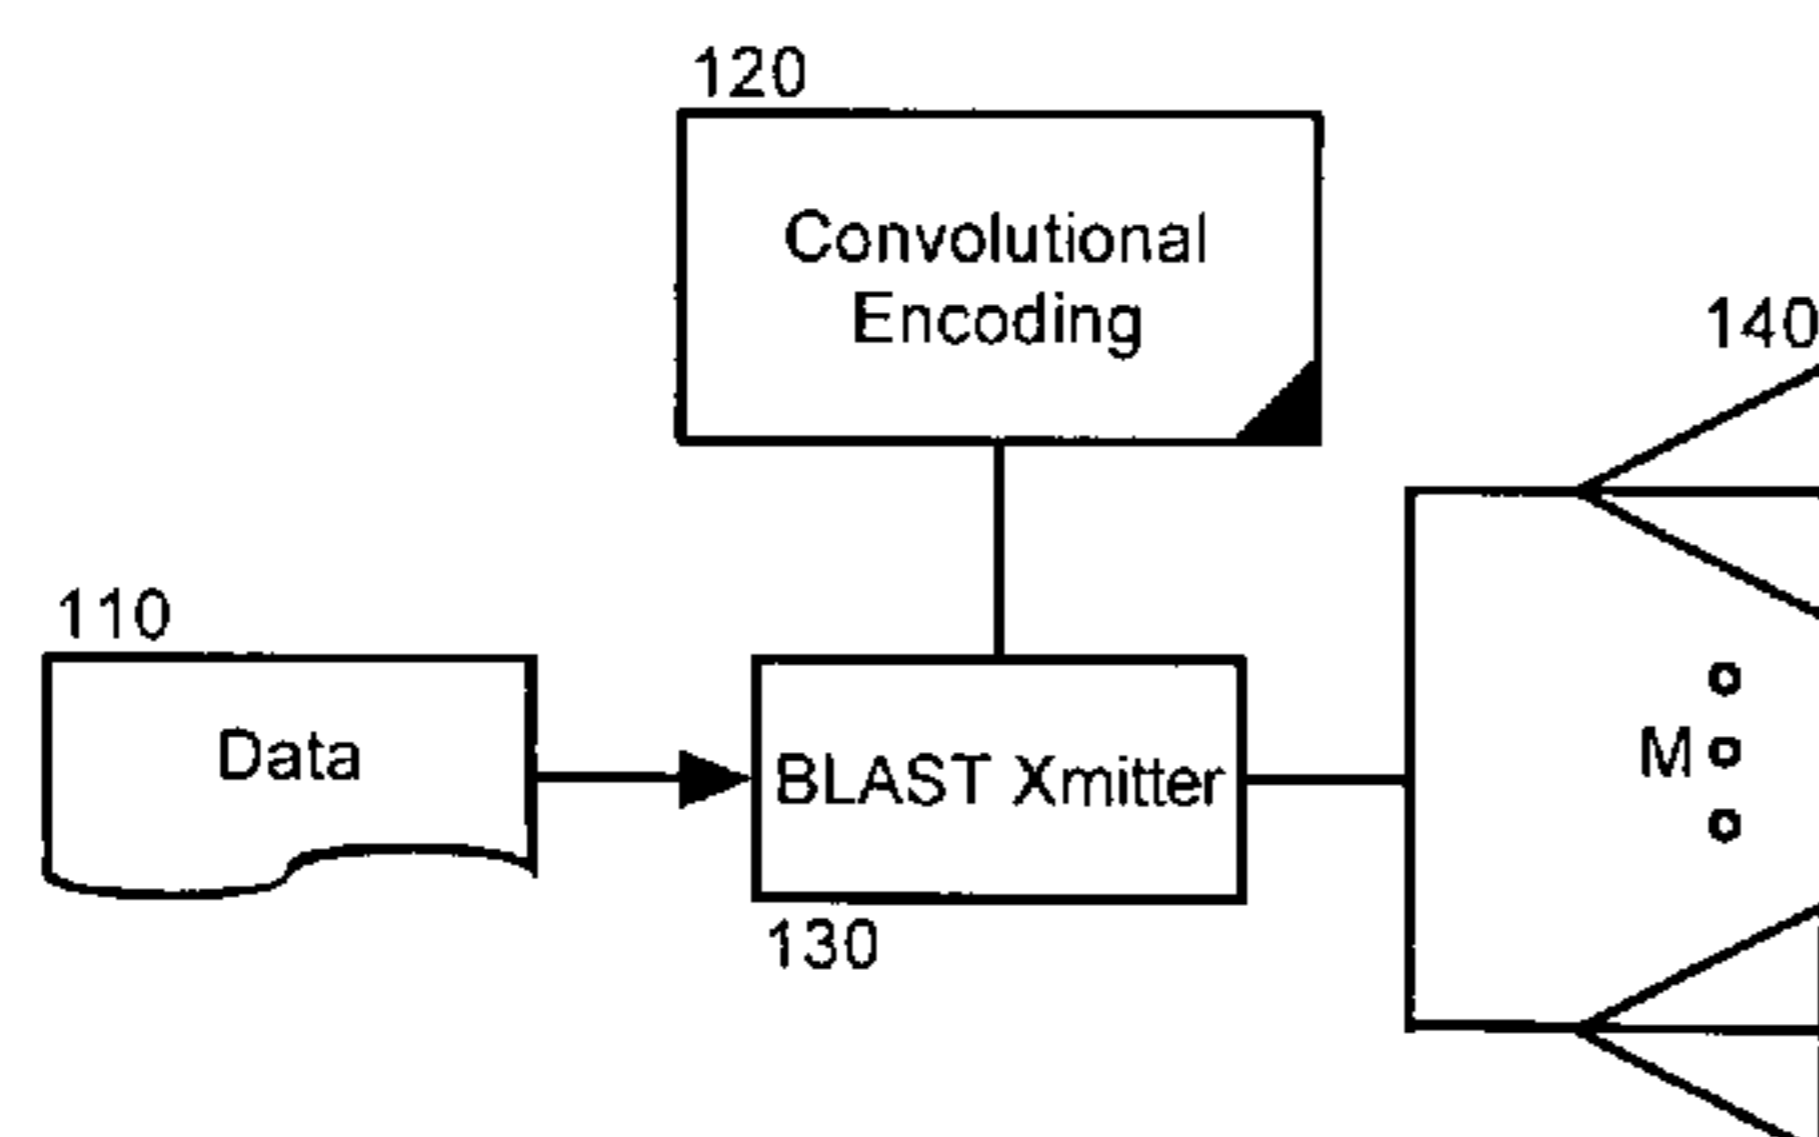 120
Convolutional
Encoding
140
110
Data
BLAST Xmitter
M
130